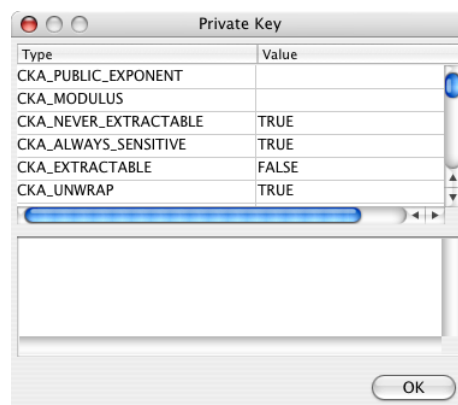 Private Key
Type Value
CKA_PUBLIC_EXPONENT
CKA_MODULUS
CKA_NEVER_EXTRACTABLE TRUE
CKA_ALWAYS_SENSITIVE TRUE
CKA_EXTRACTABLE FALSE
CKA_UNWRAP TRUE
OK